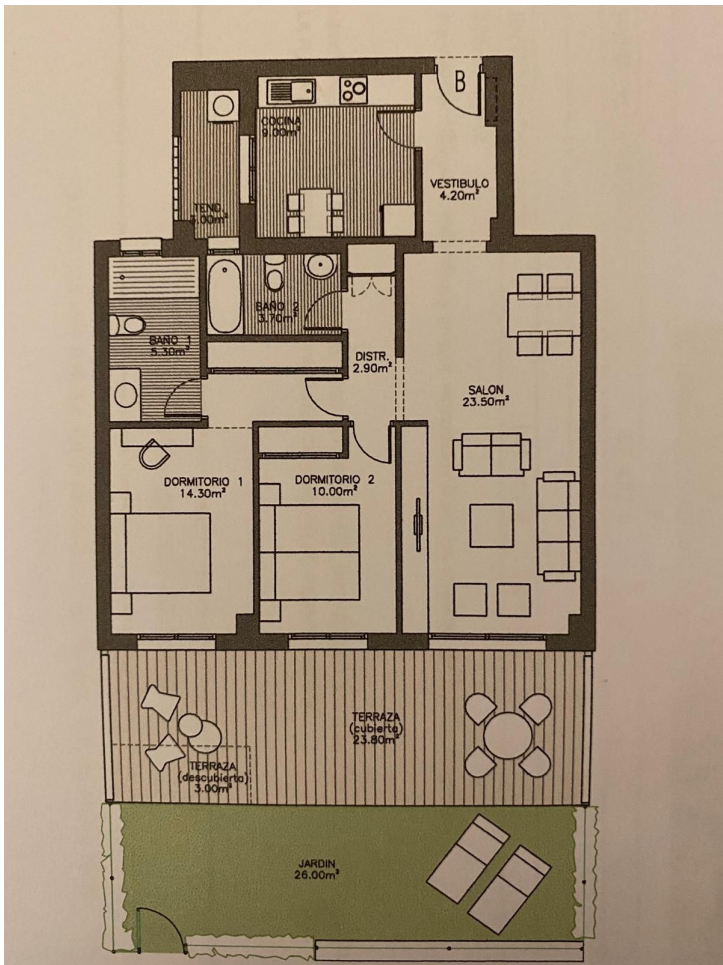 B
COCINA
9.00m²
VESTIBULO
4.20m²
TEND.
3.00m²
BAÑO 2
3.70m²
BAÑO 1
5.30m²
DISTR.
2.90m²
SALON
23.50m²
DORMITORIO 1
14.30m²
DORMITORIO 2
10.00m²
TERRAZA
(cubierta)
23.80m²
TERRAZA
(descubierta)
3.00m²
JARDIN
26.00m²